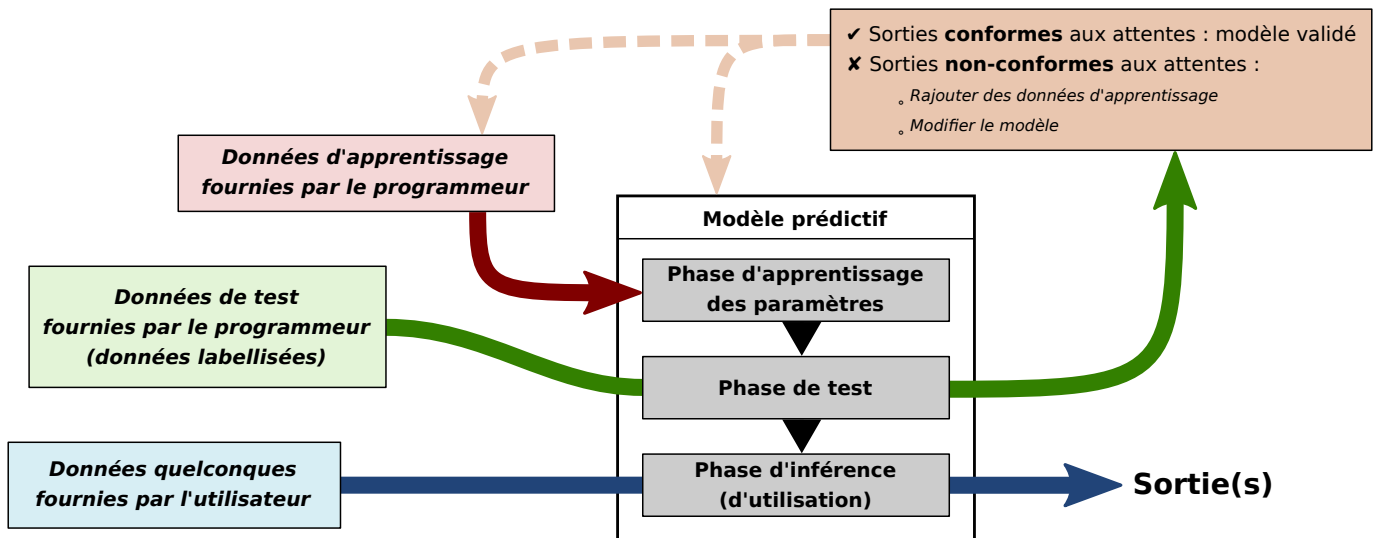 ✔ Sorties conformes aux attentes : modèle validé
✘ Sorties non-conformes aux attentes :
∘ Rajouter des données d'apprentissage
∘ Modifier le modèle
Données d'apprentissage
fournies par le programmeur
Modèle prédictif
Phase d'apprentissage
des paramètres
Données de test
fournies par le programmeur
(données labellisées)
Phase de test
Données quelconques
fournies par l'utilisateur
Phase d'inférence
(d'utilisation)
Sortie(s)